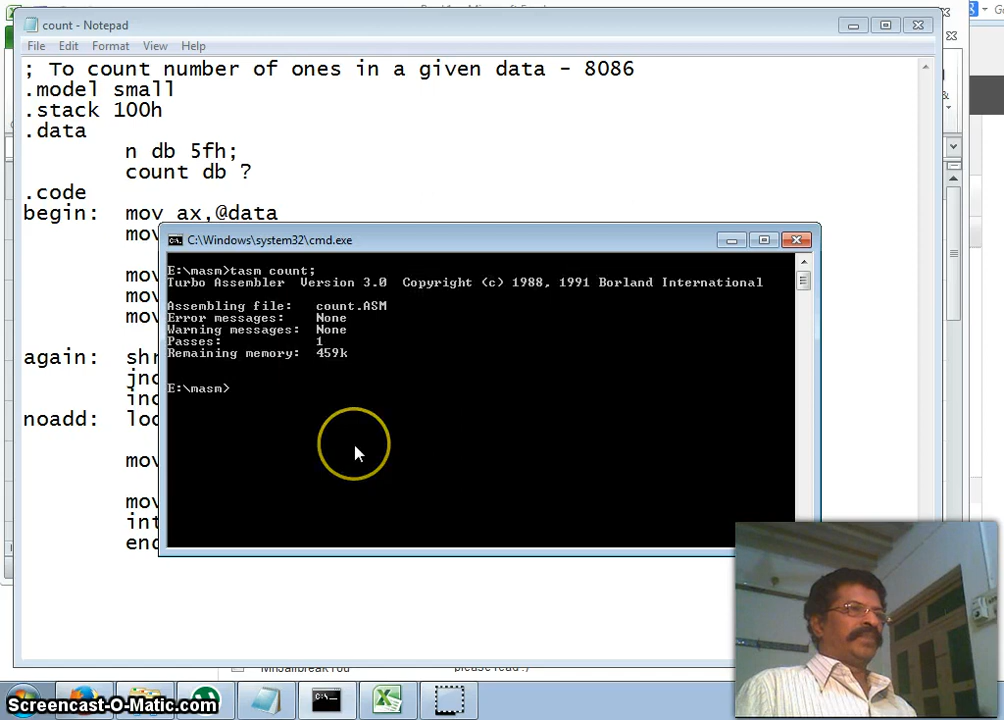 count - Notepad
File Edit Format View Help
; To count number of ones in a given data - 8086
.model small
.stack 100h
.data
n db 5fh;
count db ?
.code
begin: mov ax,@data
mov
mov
mov
mov
again: shr
jnc
inc
noadd: loo
mov
mov
int
end
C:\Windows\system32\cmd.exe
E:\masm>tasm count;
Turbo Assembler Version 3.0 Copyright (c) 1988, 1991 Borland International
Assembling file: count.ASM
Error messages: None
Warning messages: None
Passes: 1
Remaining memory: 459k
E:\masm>
Screencast-O-Matic.com